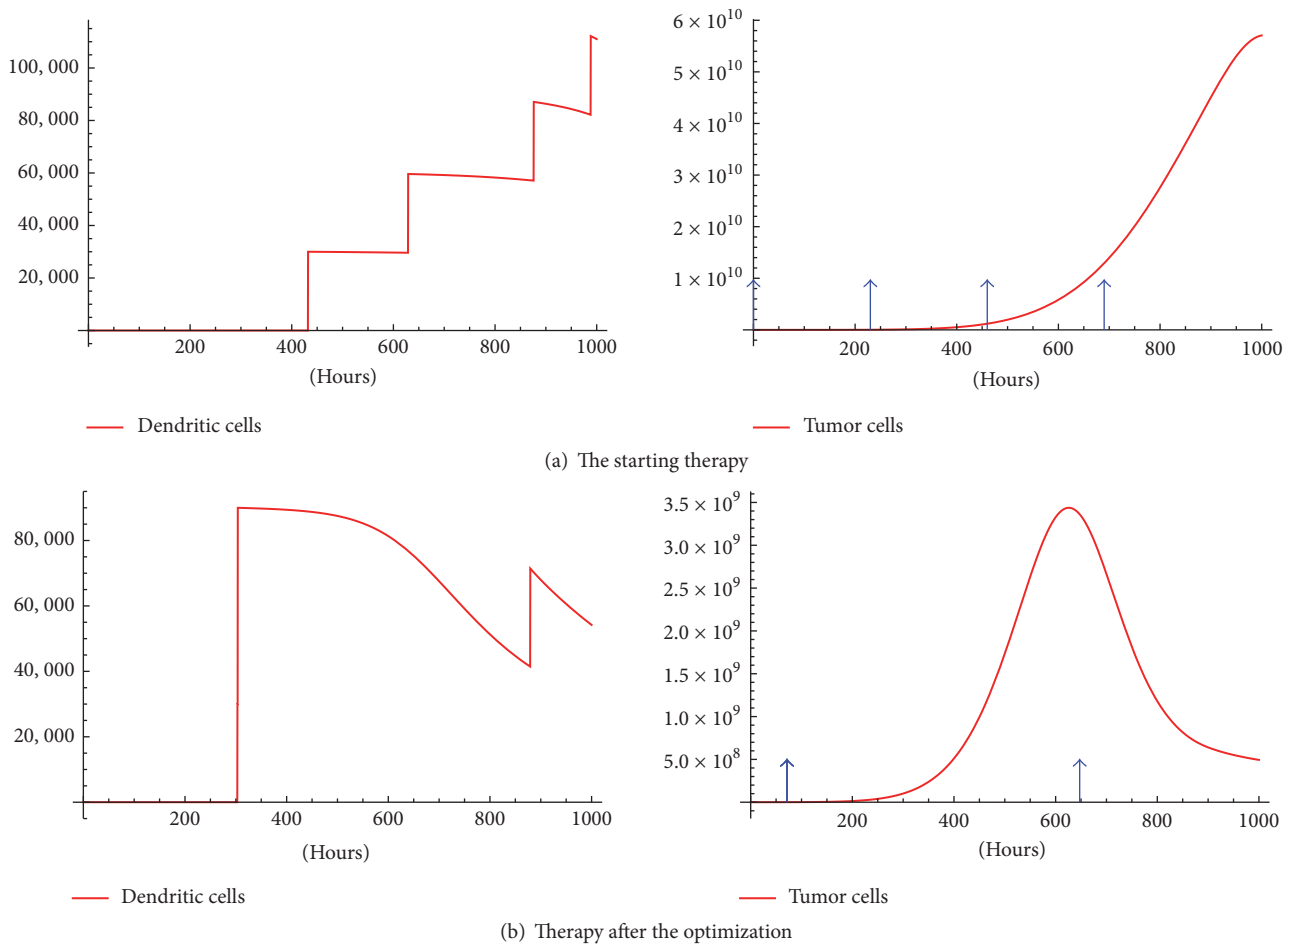 100, 000
80, 000
60, 000
40, 000
20, 000
200 400 600 800 1000
(Hours)
Dendritic cells
6 × 10^10
5 × 10^10
4 × 10^10
3 × 10^10
2 × 10^10
1 × 10^10
200 400 600 800 1000
(Hours)
Tumor cells
(a) The starting therapy
80, 000
60, 000
40, 000
20, 000
200 400 600 800 1000
(Hours)
Dendritic cells
3.5 × 10^9
3.0 × 10^9
2.5 × 10^9
2.0 × 10^9
1.5 × 10^9
1.0 × 10^9
5.0 × 10^8
200 400 600 800 1000
(Hours)
Tumor cells
(b) Therapy after the optimization